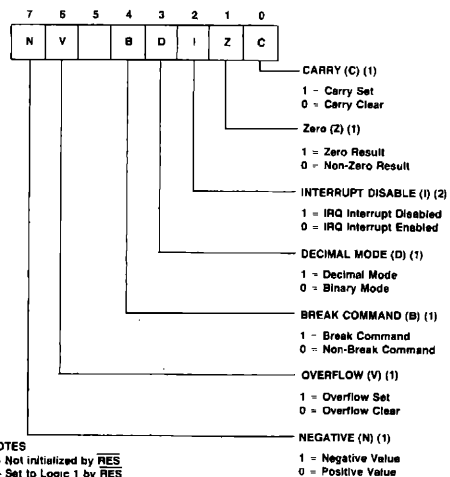 7 6 5 4 3 2 1 0
N V B D I Z C
CARRY (C) (1)
1 - Carry Set
0 = Carry Clear
Zero (Z) (1)
1 = Zero Result
0 = Non-Zero Result
INTERRUPT DISABLE (I) (2)
1 = IRQ Interrupt Disabled
0 = IRQ Interrupt Enabled
DECIMAL MODE (D) (1)
1 = Decimal Mode
0 = Binary Mode
BREAK COMMAND (B) (1)
1 - Break Command
0 = Non-Break Command
OVERFLOW (V) (1)
1 = Overflow Set
0 = Overflow Clear
NEGATIVE (N) (1)
1 = Negative Value
0 = Positive Value
OTES
Not initialized by RES
Set to Logic 1 by RES